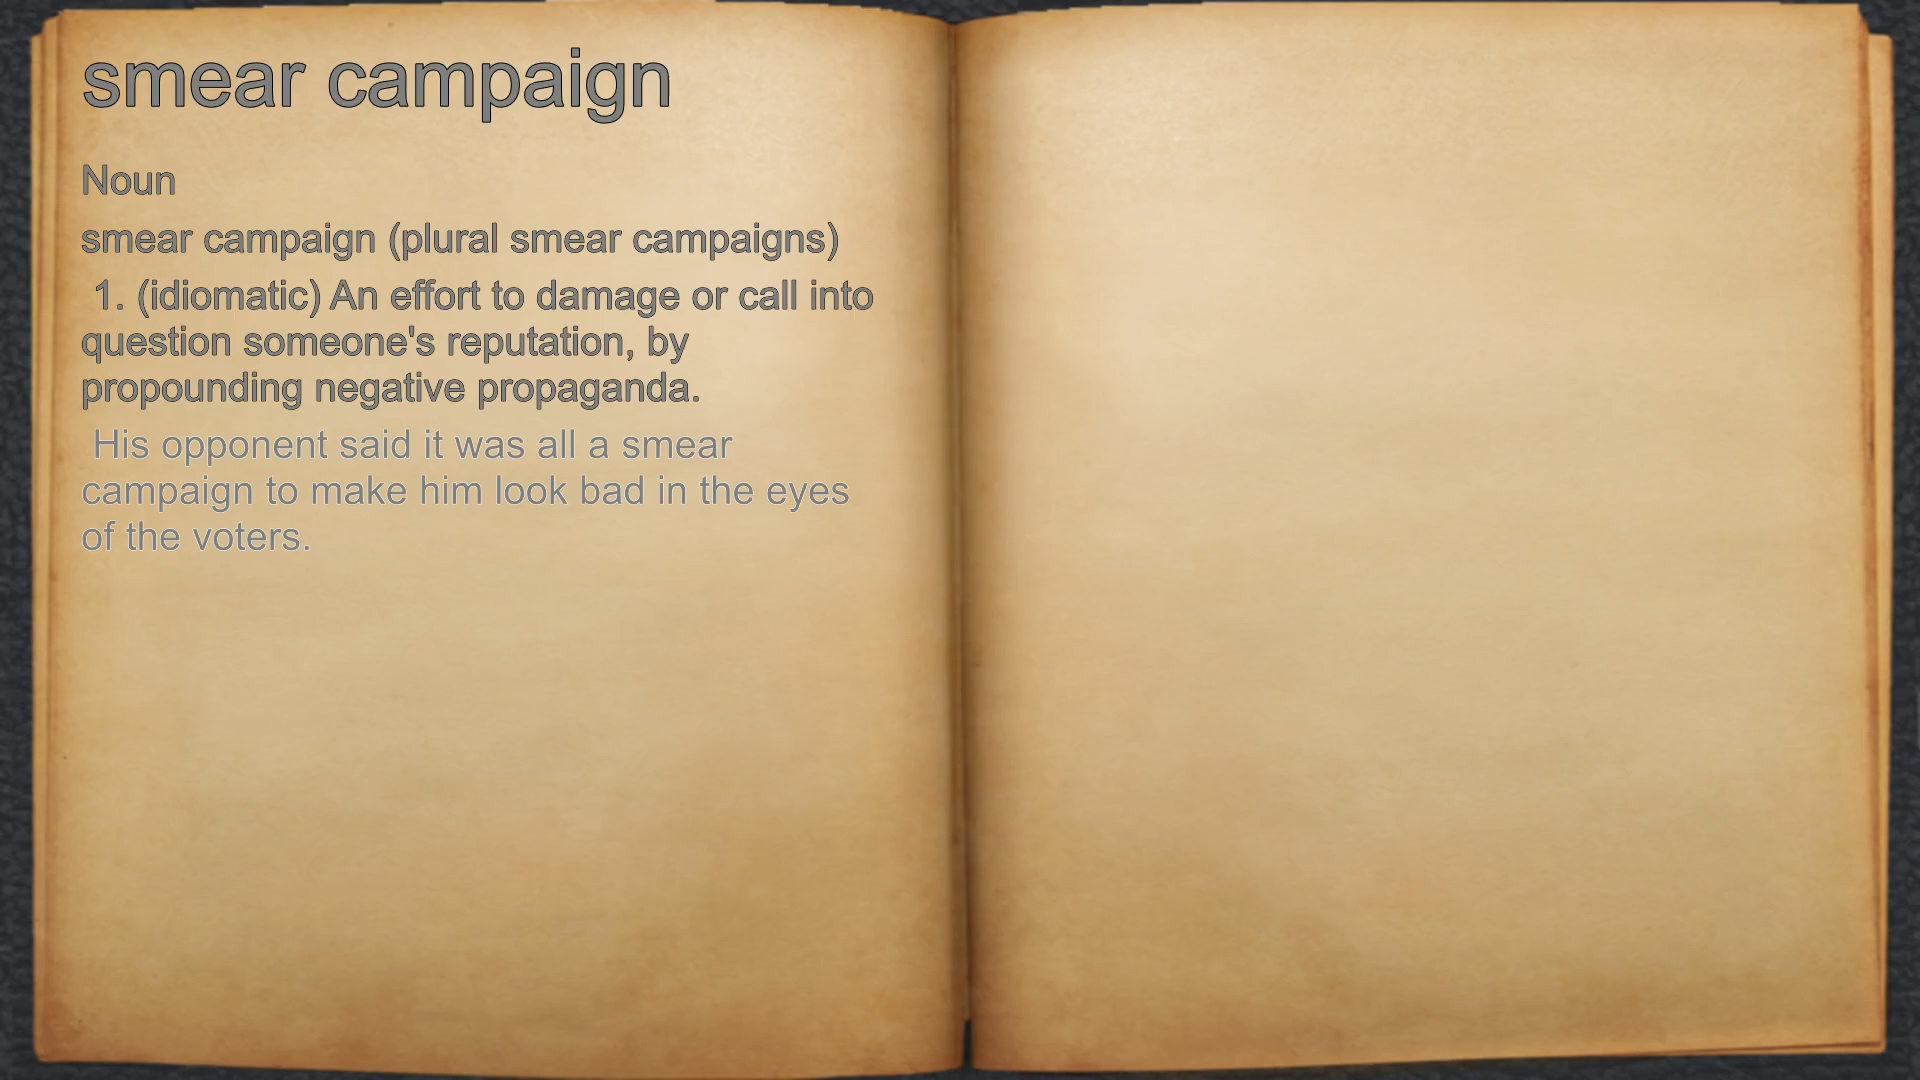 smear campaign
Noun
smear campaign (plural smear campaigns)
1. (idiomatic) An effort to damage or call into
question someone's reputation, by
propounding negative propaganda.
His opponent said it was all a smear
campaign to make him look bad in the eyes
of the voters.